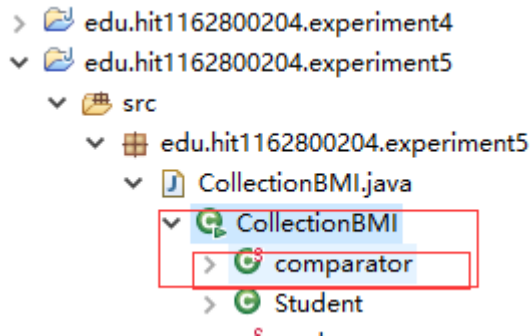 edu.hit1162800204.experiment4
edu.hit1162800204.experiment5
src
edu.hit1162800204.experiment5
CollectionBMI.java
CollectionBMI
comparator
Student